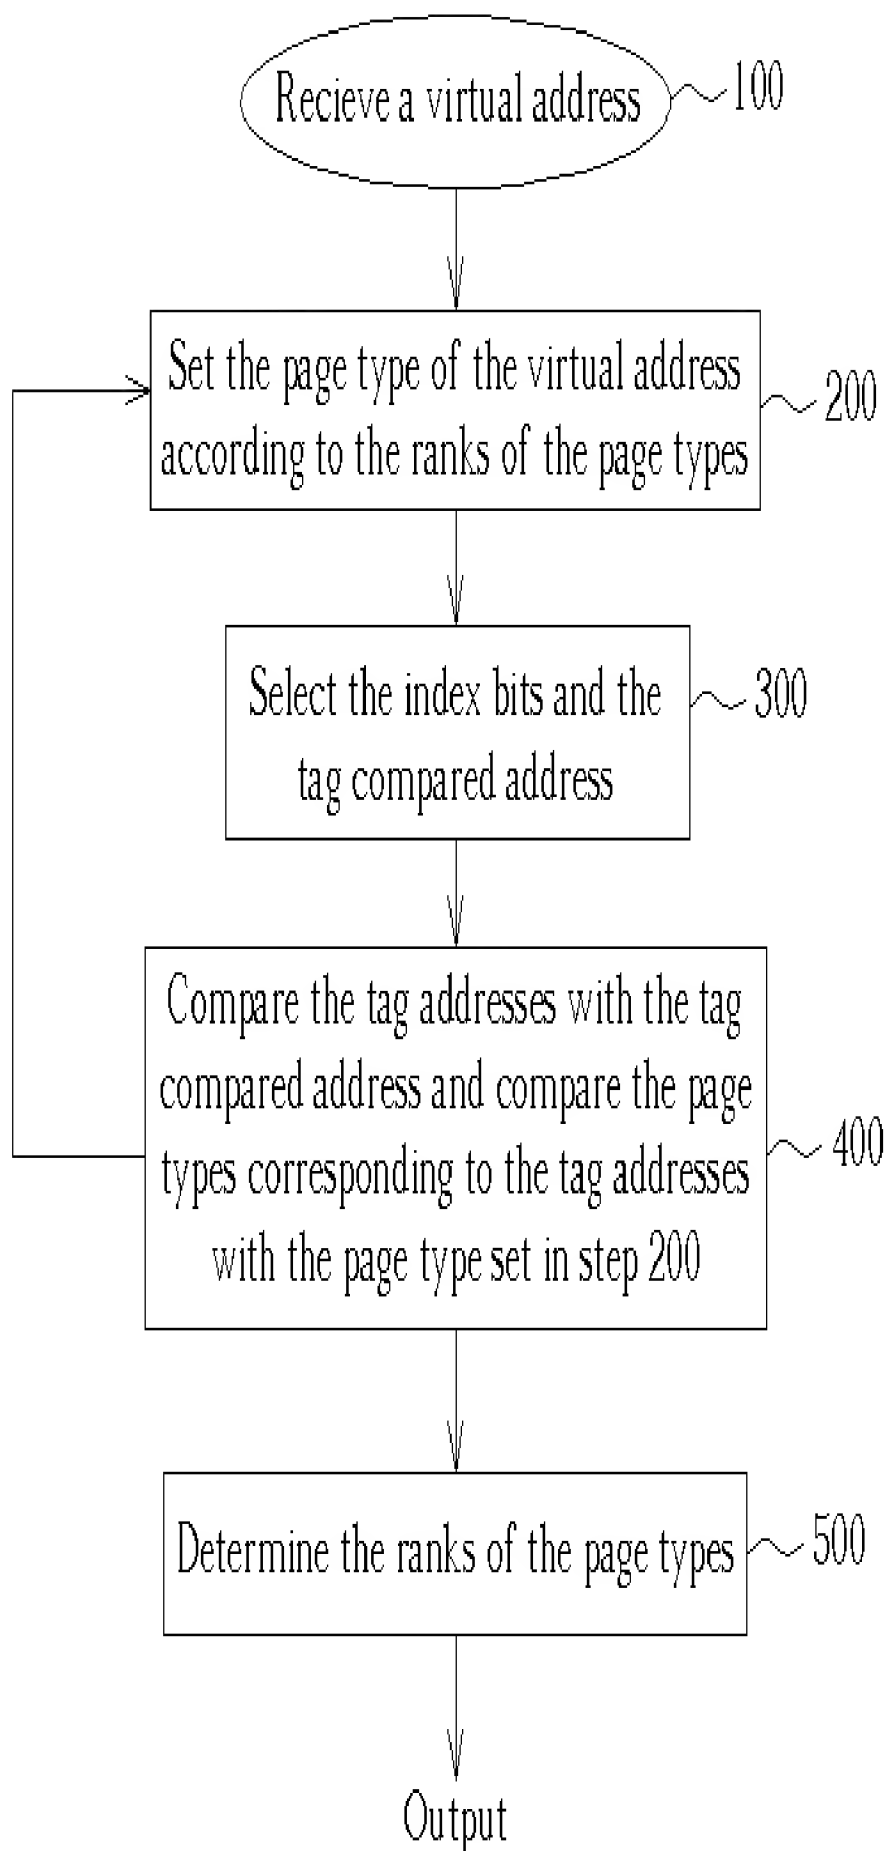 Recieve a virtual address
100
Set the page type of the virtual address
according to the ranks of the page types
200
Select the index bits and the
tag compared address
300
Compare the tag addresses with the tag
compared address and compare the page
types corresponding to the tag addresses
with the page type set in step 200
400
Determine the ranks of the page types
500
Output